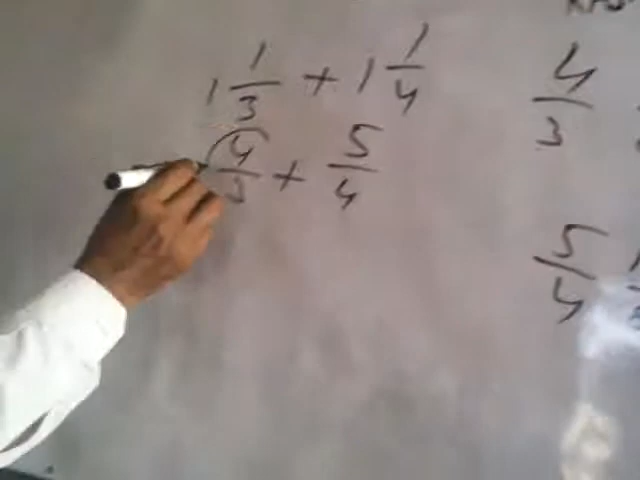 1 1/3 + 1 1/4
4/3 + 5/4
4/3
5/4